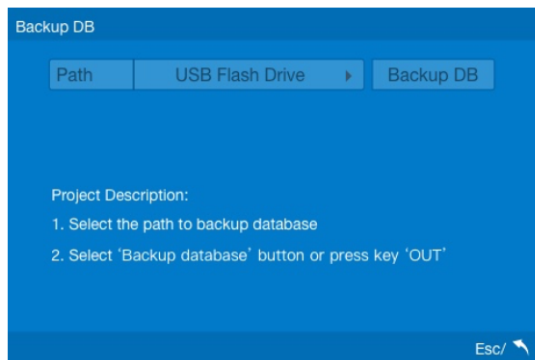 Backup DB
Path USB Flash Drive Backup DB
Project Description:
1. Select the path to backup database
2. Select ‘Backup database’ button or press key ‘OUT’
Esc/